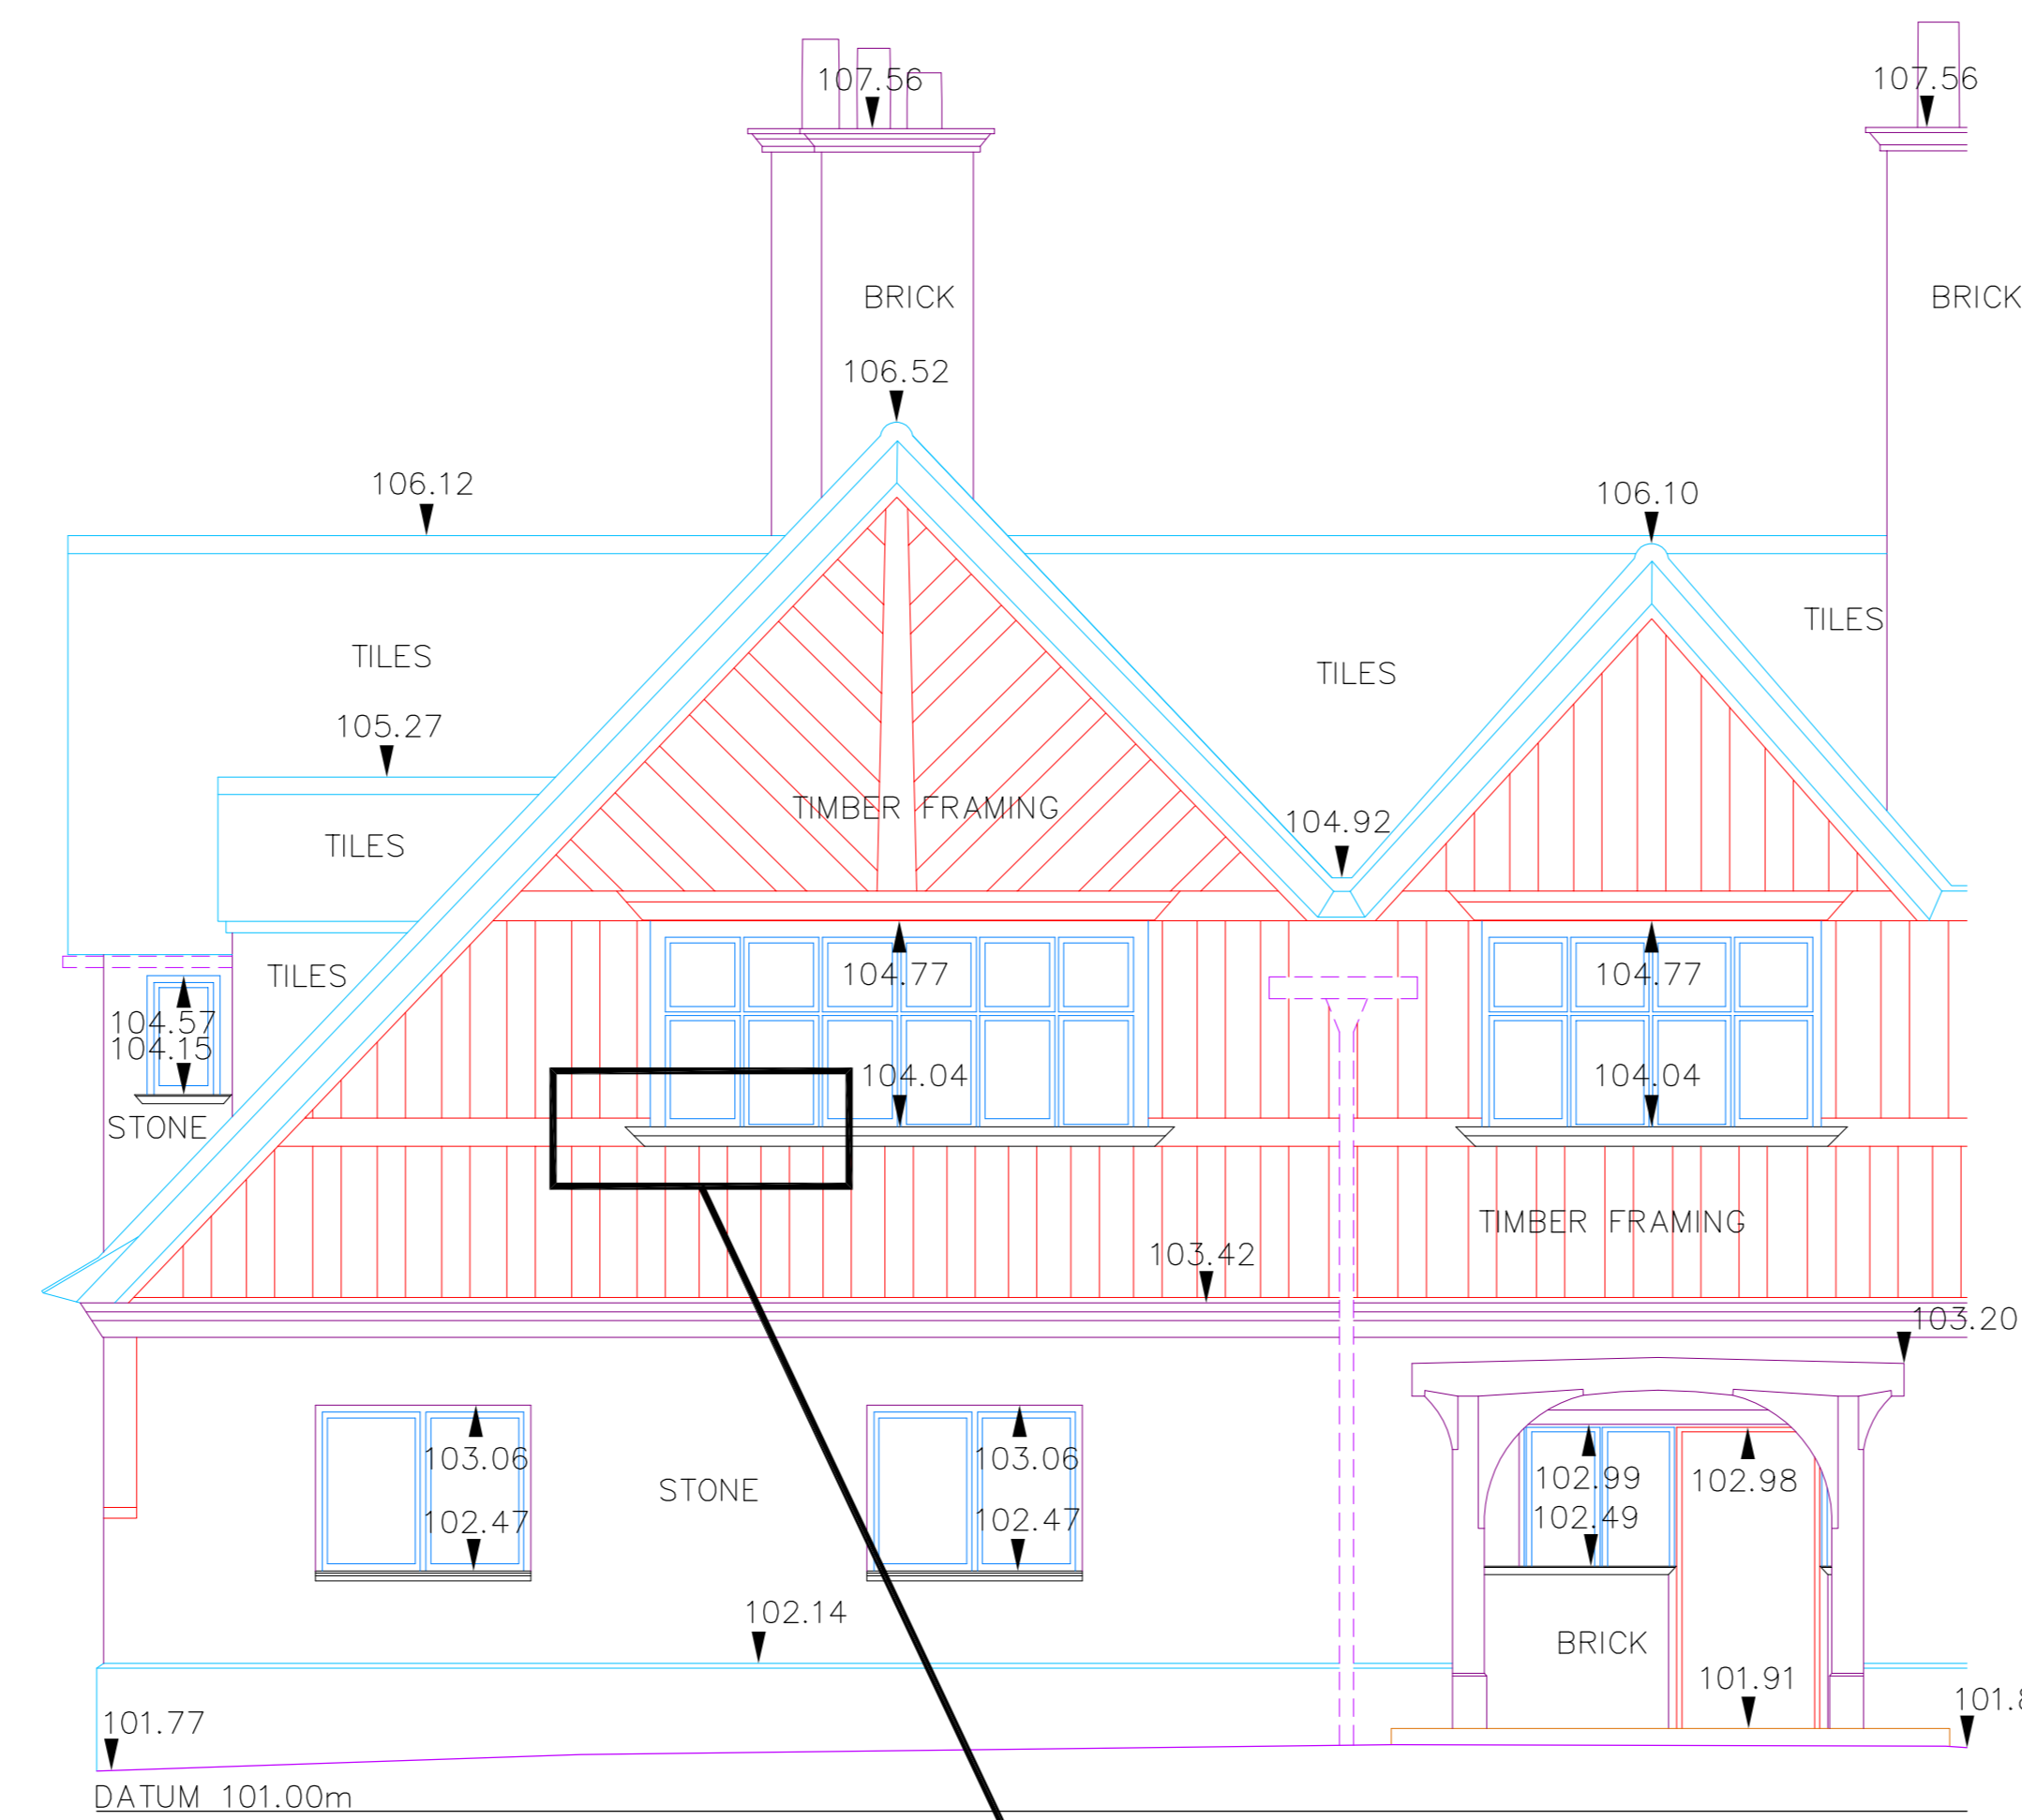 107.56
107.56
BRICK
BRICK
106.52
106.12
106.10
TILES
TILES
TILES
105.27
TIMBER FRAMING
104.92
TILES
TILES
104.77
104.77
104.57
104.15
104.04
104.04
STONE
TIMBER FRAMING
103.42
103.20
103.06
103.06
STONE
102.99
102.98
102.47
102.47
102.49
102.14
BRICK
101.91
101.77
101.8
DATUM 101.00m